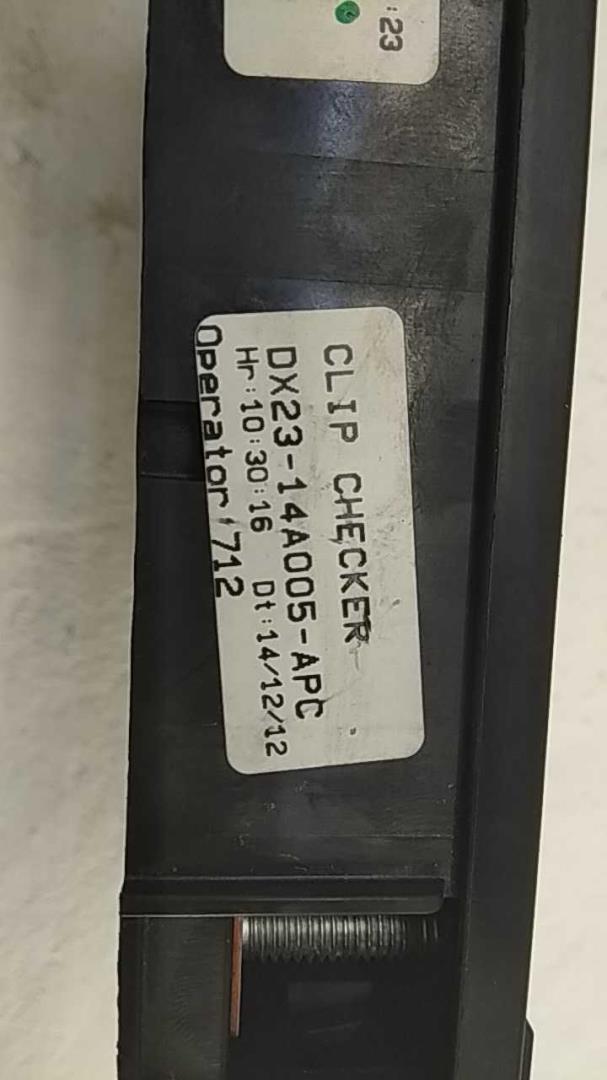 :23
CLIP CHECKER
DX23-14A005-APC
Hr:10:30:16 Dt:14/12/12
Operator:712